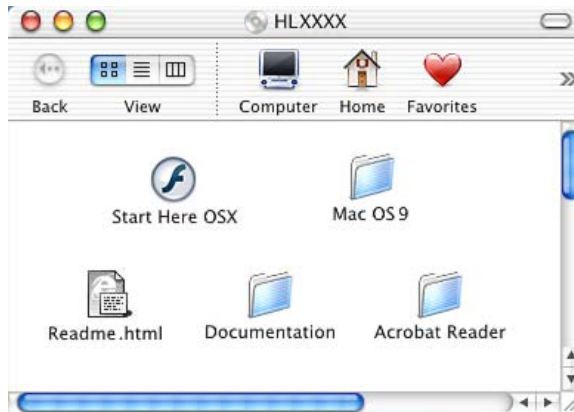 HLXXXX
Back View Computer Home Favorites
Start Here OSX Mac OS 9
Readme.html Documentation Acrobat Reader